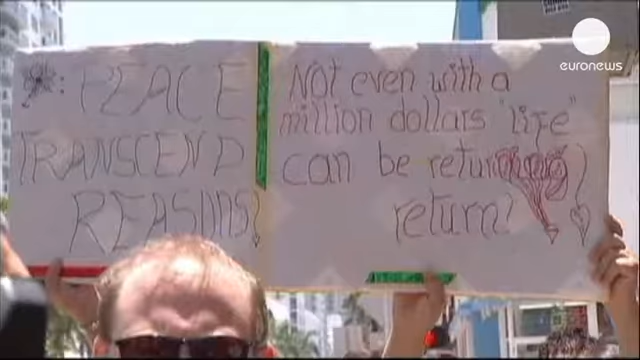 euronews
: PEACE
TRANSCEND
REASONS!
Not even with a
million dollars "life"
can be retur
return!